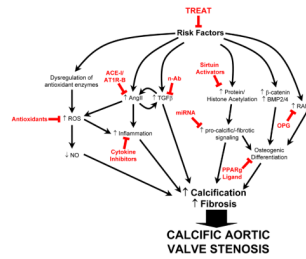 TREAT
Risk Factors
Dysregulation of
antioxidant enzymes
ACE-I/
AT1R-B
↑ AngII
n-Ab
↑ TGFβ
Sirtuin
Activators
↑ Protein/
Histone Acetylation
↑ β-catenin
↑ BMP2/4
Antioxidants
↑ ROS
miRNA
OPG
↑ Inflammation
↑ pro-calcific/fibrotic
signaling
↓ NO
Cytokine
Inhibitors
Osteogenic
Differentiation
PPARg
Ligand
↑ Calcification
↑ Fibrosis
CALCIFIC AORTIC
VALVE STENOSIS